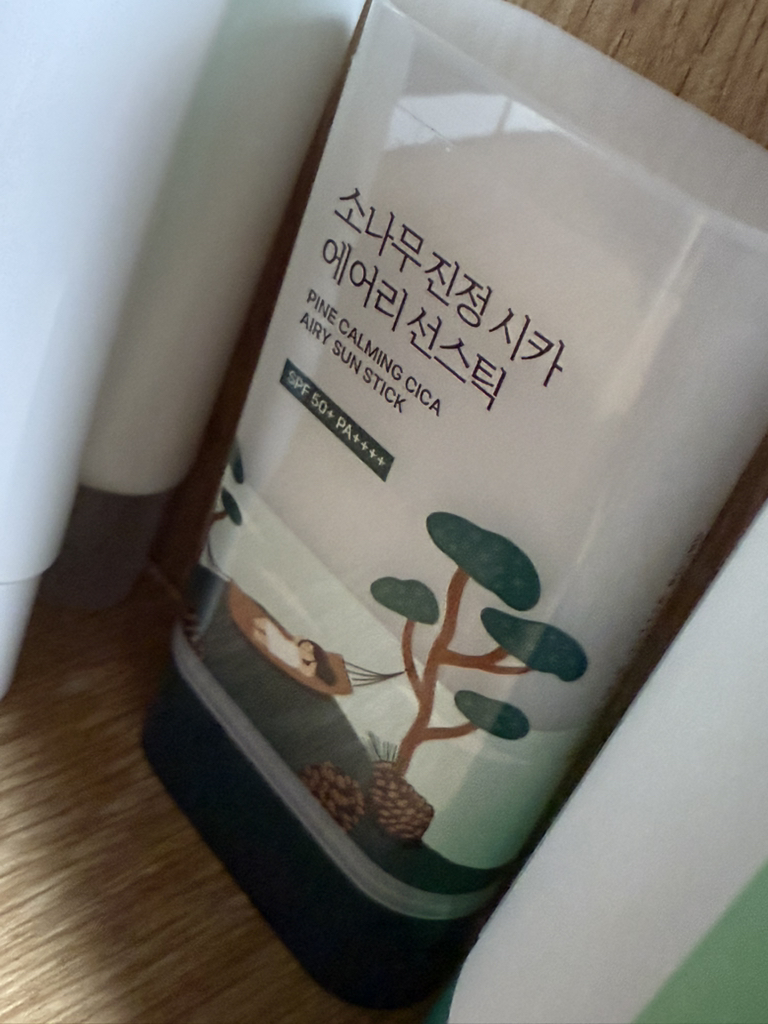 소나무 진정 시카
에어리 선스틱
PINE CALMING CICA
AIRY SUN STICK
SPF 50+ PA++++